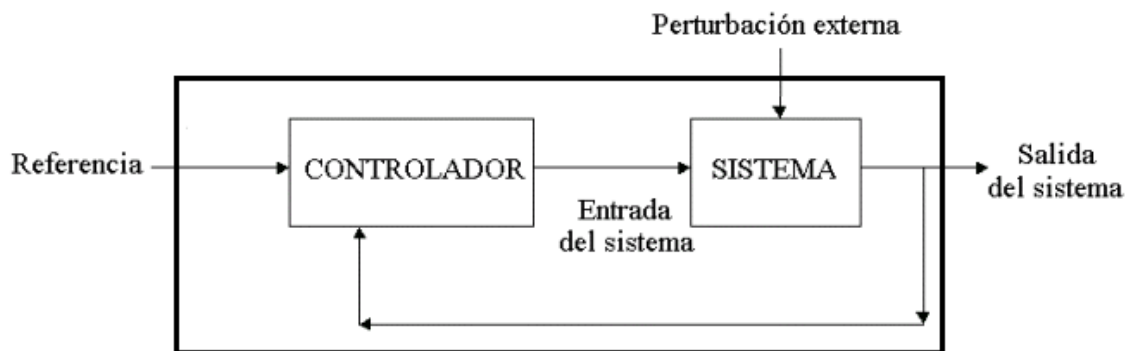 Perturbación externa
Referencia
CONTROLADOR
SISTEMA
Salida
del sistema
Entrada
del sistema